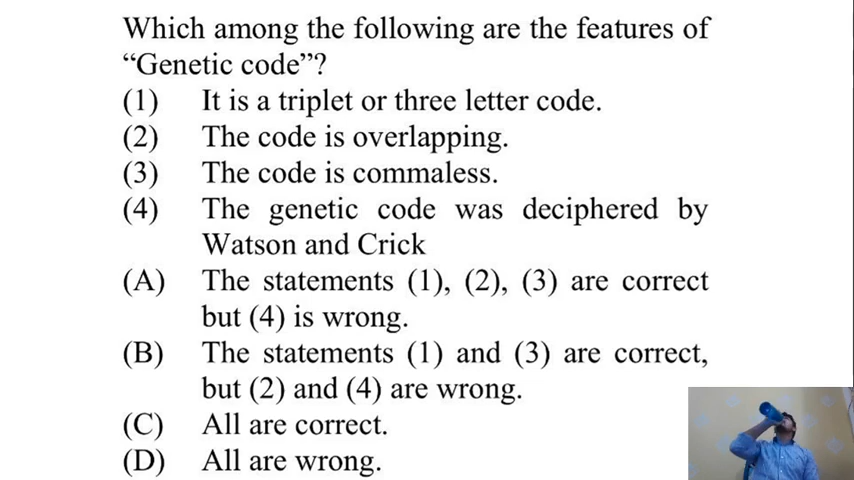 Which among the following are the features of
“Genetic code”?
(1) It is a triplet or three letter code.
(2) The code is overlapping.
(3) The code is commaless.
(4) The genetic code was deciphered by
Watson and Crick
(A) The statements (1), (2), (3) are correct
but (4) is wrong.
(B) The statements (1) and (3) are correct,
but (2) and (4) are wrong.
(C) All are correct.
(D) All are wrong.